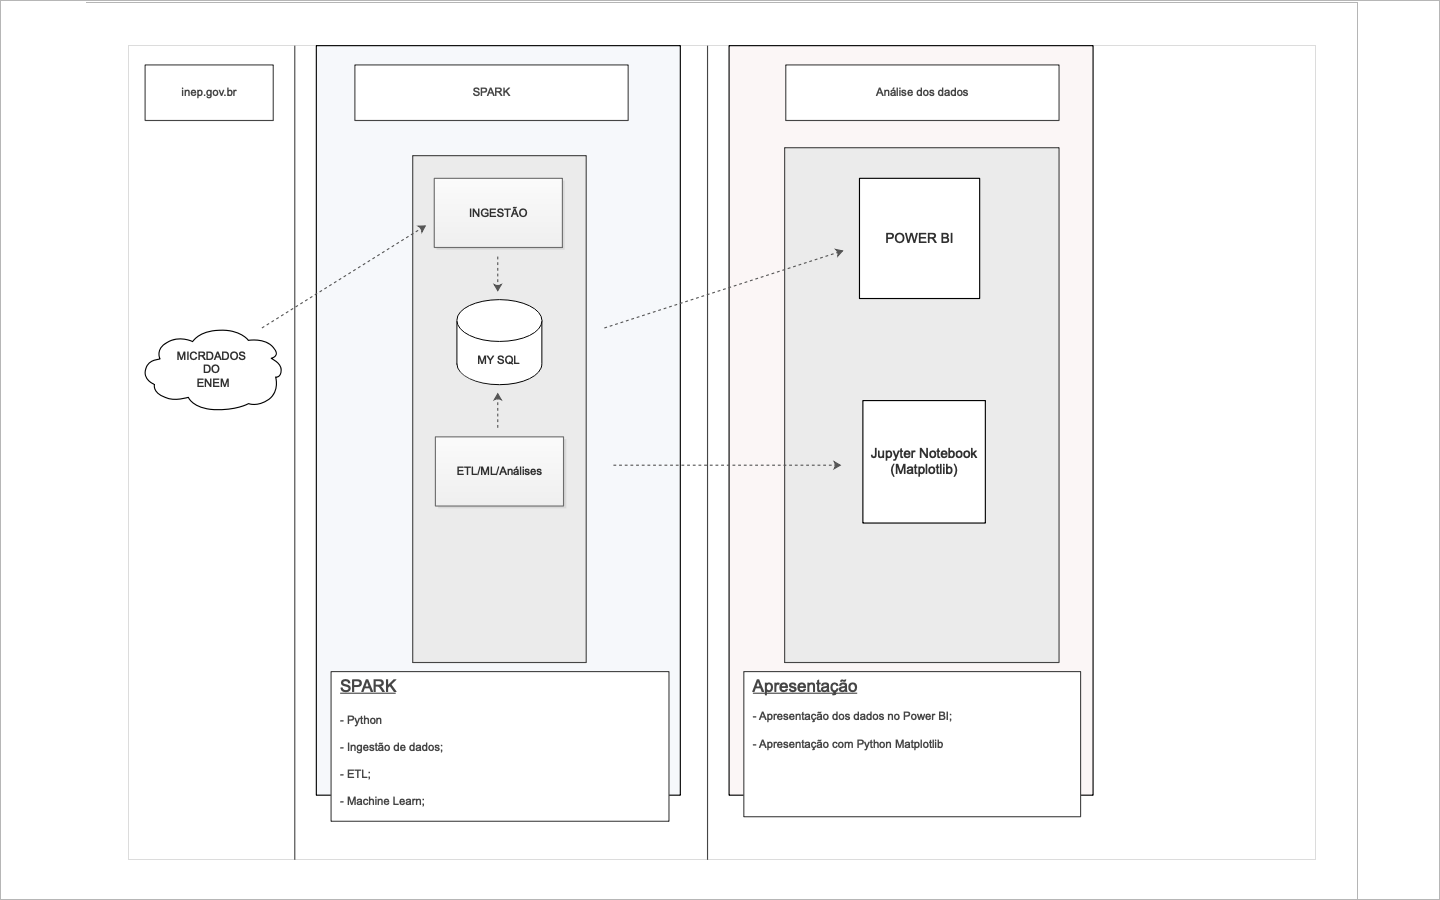 inep.gov.br
SPARK
Análise dos dados
INGESTÃO
POWER BI
MICRDADOS
DO
ENEM
MY SQL
ETL/ML/Análises
Jupyter Notebook
(Matplotlib)
SPARK
- Python
- Ingestão de dados;
- ETL;
- Machine Learn;
Apresentação
- Apresentação dos dados no Power BI;
- Apresentação com Python Matplotlib